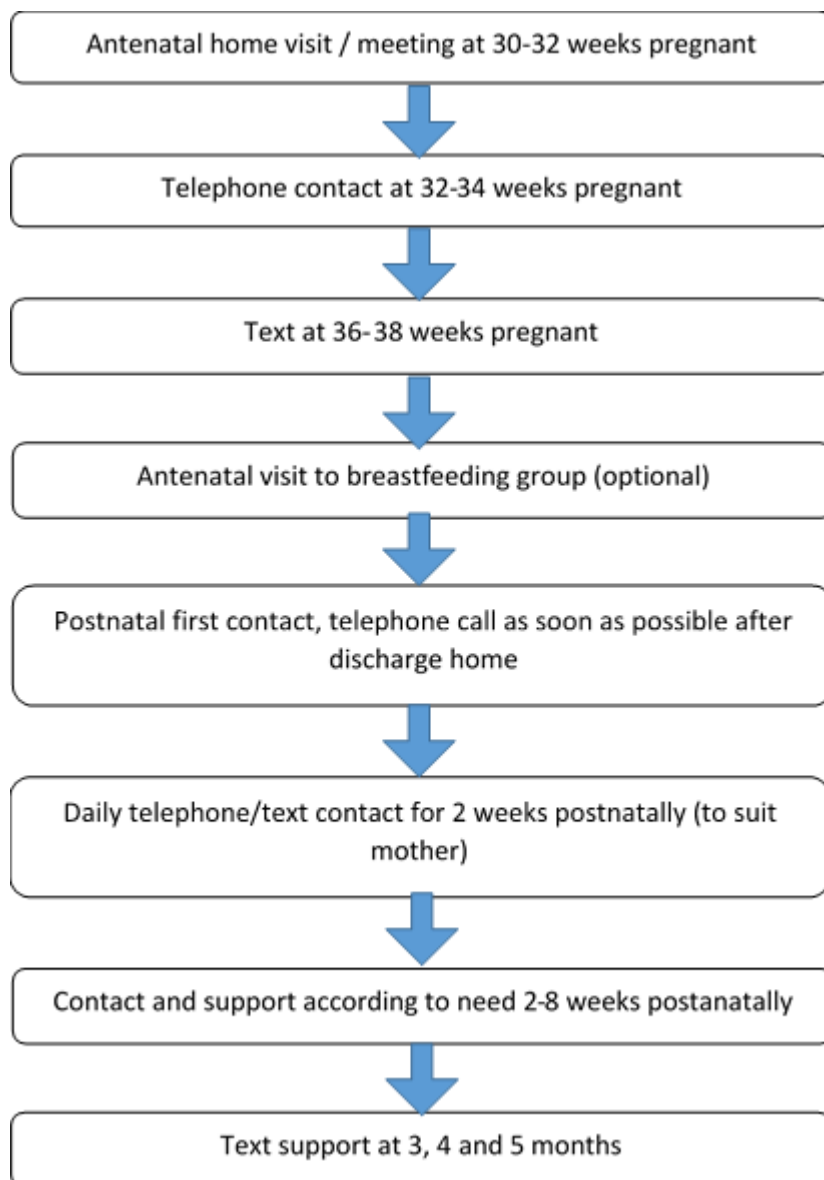 Antenatal home visit / meeting at 30-32 weeks pregnant
Telephone contact at 32-34 weeks pregnant
Text at 36-38 weeks pregnant
Antenatal visit to breastfeeding group (optional)
Postnatal first contact, telephone call as soon as possible after
discharge home
Daily telephone/text contact for 2 weeks postnatally (to suit
mother)
Contact and support according to need 2-8 weeks postanatally
Text support at 3, 4 and 5 months